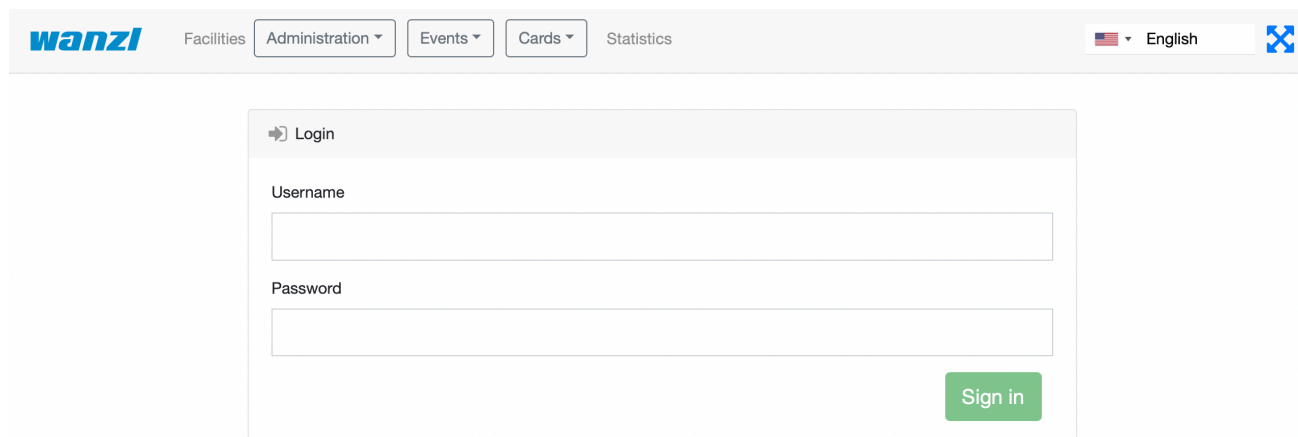 wanzl Facilities Administration Events Cards Statistics English
Login
Username
Password
Sign in